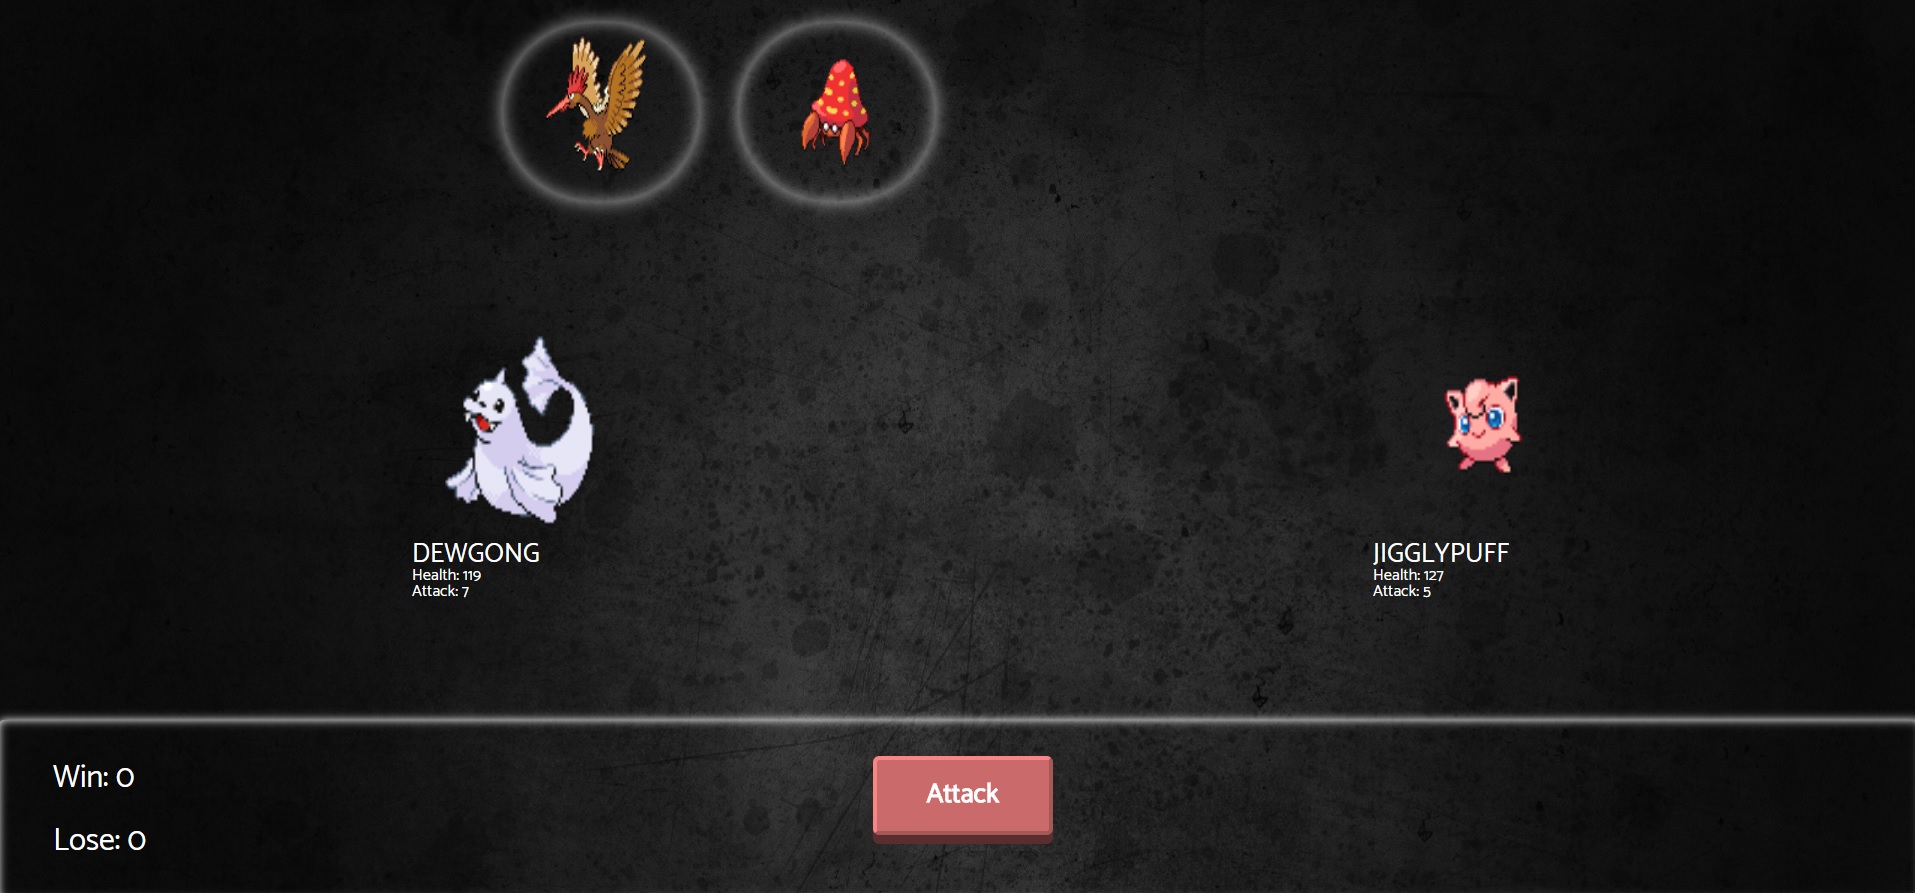 DEWGONG
Health: 119
Attack: 7
JIGGLYPUFF
Health: 127
Attack: 5
Win: 0
Attack
Lose: 0